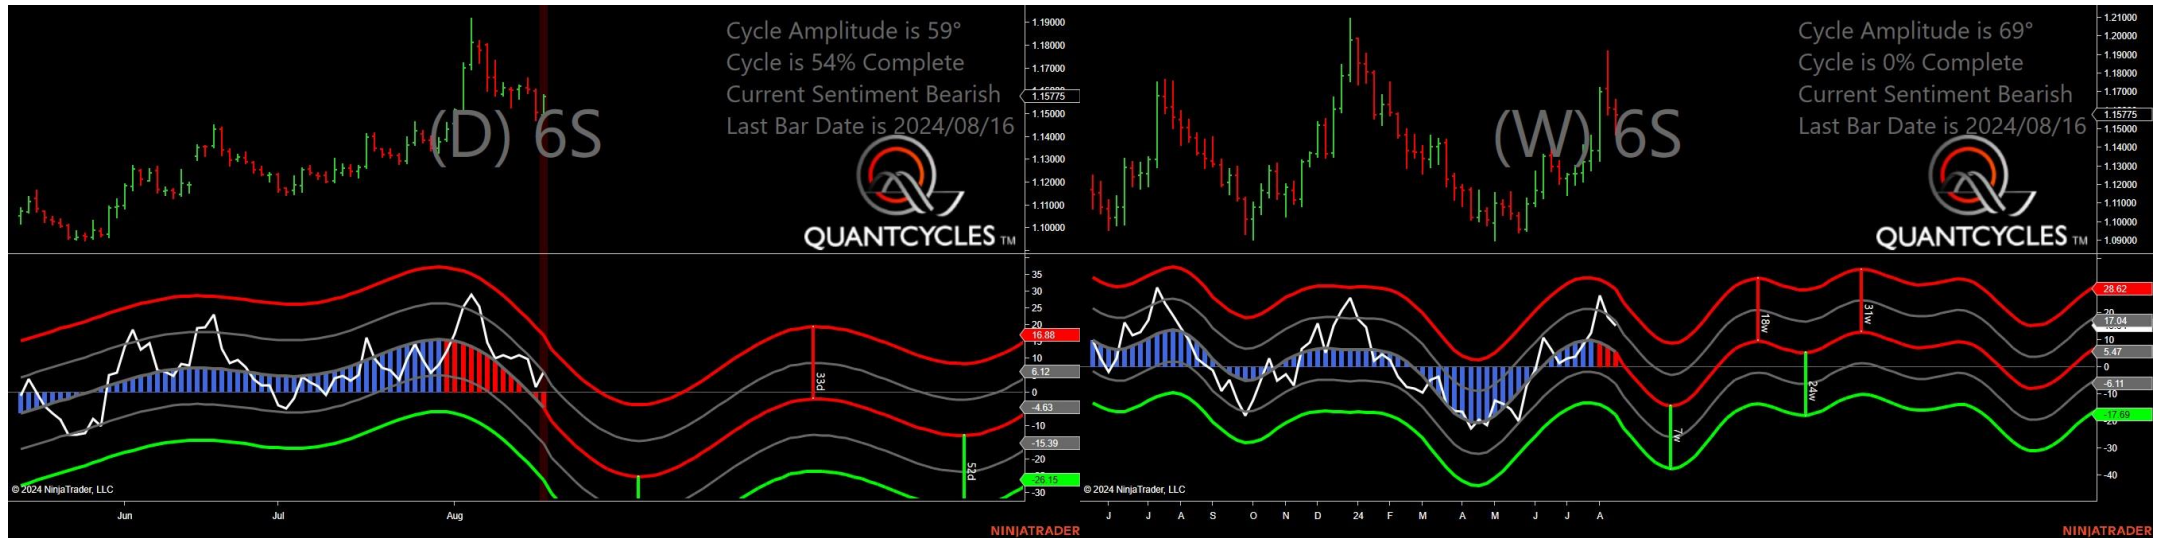 Cycle Amplitude is 59°
Cycle is 54% Complete
Current Sentiment Bearish
Last Bar Date is 2024/08/16
(D) 6S
QUANTCYCLES TM
1.19000
1.18000
1.17000
1.15775
1.15000
1.14000
1.13000
1.12000
1.11000
1.10000
35
30
25
20
16.88
10
6.12
0
-4.63
-10
-15.39
-20
-26.15
-30
33d
52d
© 2024 NinjaTrader, LLC
Jun Jul Aug
NINJATRADER
Cycle Amplitude is 69°
Cycle is 0% Complete
Current Sentiment Bearish
Last Bar Date is 2024/08/16
(W) 6S
QUANTCYCLES TM
1.21000
1.20000
1.19000
1.18000
1.17000
1.15775
1.15000
1.14000
1.13000
1.12000
1.11000
1.10000
1.09000
28.62
20
17.04
10
5.47
0
-6.11
-10
-17.69
-30
-40
7w
18w
24w
31w
© 2024 NinjaTrader, LLC
J J A S O N D 24 F M A M J J A
NINJATRADER